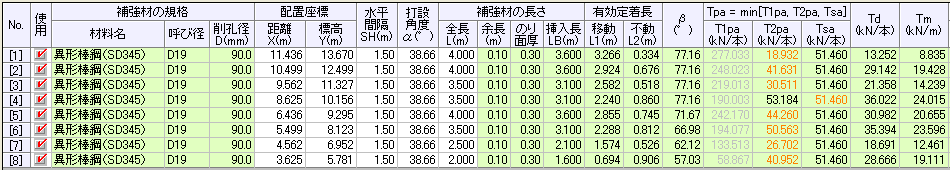 No. 使用 補強材の規格 配置座標 水平間隔SH(m) 打設角度α(°) 補強材の長さ 有効定着長 β(°) Tpa = min[T1pa, T2pa, Tsa] Td(kN/本) Tm(kN/m)
材料名 呼び径 削孔径D(mm) 距離X(m) 標高Y(m) 全長L(m) 余長(m) のり面厚 挿入長LB(m) 移動L1(m) 不動L2(m) T1pa(kN/本) T2pa(kN/本) Tsa(kN/本)
[1] 異形棒鋼(SD345) D19 90.0 11.436 13.670 1.50 38.66 4.000 0.10 0.30 3.600 3.266 0.334 77.16 277.033 18.932 51.460 13.252 8.835
[2] 異形棒鋼(SD345) D19 90.0 10.499 12.499 1.50 38.66 4.000 0.10 0.30 3.600 2.924 0.676 77.16 248.023 41.631 51.460 29.142 19.428
[3] 異形棒鋼(SD345) D19 90.0 9.562 11.327 1.50 38.66 3.500 0.10 0.30 3.100 2.582 0.518 77.16 219.013 30.511 51.460 21.358 14.239
[4] 異形棒鋼(SD345) D19 90.0 8.625 10.156 1.50 38.66 3.500 0.10 0.30 3.100 2.240 0.860 77.16 190.003 53.184 51.460 36.022 24.015
[5] 異形棒鋼(SD345) D19 90.0 6.436 9.295 1.50 38.66 4.000 0.10 0.30 3.600 2.855 0.745 71.67 242.170 44.260 51.460 30.982 20.655
[6] 異形棒鋼(SD345) D19 90.0 5.499 8.123 1.50 38.66 3.500 0.10 0.30 3.100 2.288 0.812 66.98 194.077 50.563 51.460 35.394 23.596
[7] 異形棒鋼(SD345) D19 90.0 4.562 6.952 1.50 38.66 2.500 0.10 0.30 2.100 1.574 0.526 62.12 133.513 26.702 51.460 18.691 12.461
[8] 異形棒鋼(SD345) D19 90.0 3.625 5.781 1.50 38.66 2.000 0.10 0.30 1.600 0.694 0.906 57.03 58.867 40.952 51.460 28.666 19.111